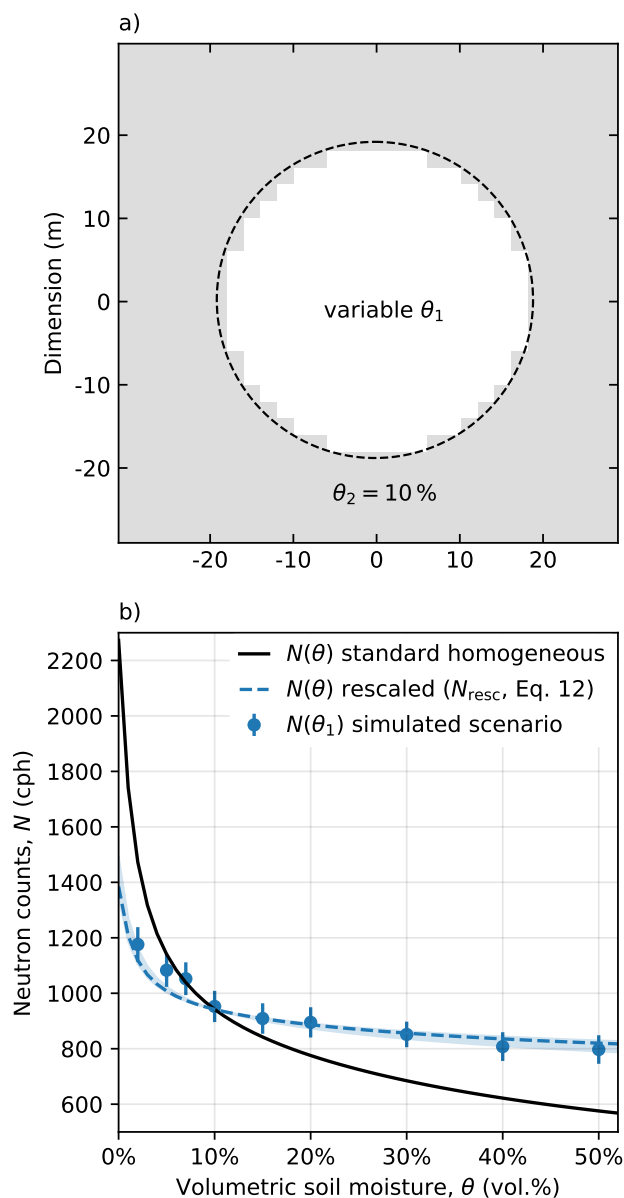 a)
20
10
0
-10
-20
Dimension (m)
variable θ₁
θ₂ = 10 %
-20 -10 0 10 20
b)
2200
2000
1800
1600
1400
1200
1000
800
600
Neutron counts, N (cph)
N(θ) standard homogeneous
N(θ) rescaled (N_resc, Eq. 12)
N(θ₁) simulated scenario
0% 10% 20% 30% 40% 50%
Volumetric soil moisture, θ (vol.%)